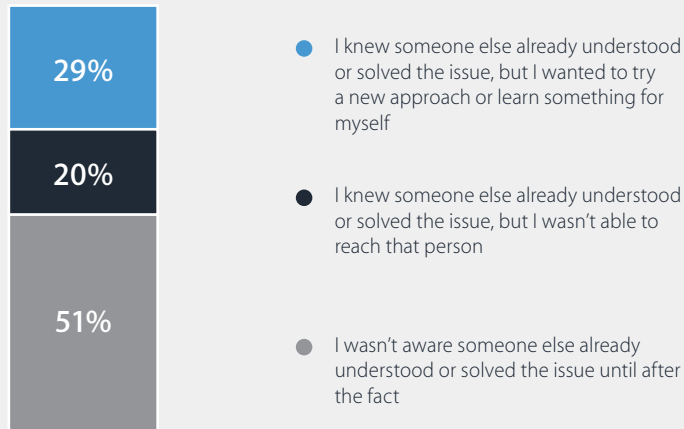 29%
20%
51%
I knew someone else already understood
or solved the issue, but I wanted to try
a new approach or learn something for
myself
I knew someone else already understood
or solved the issue, but I wasn't able to
reach that person
I wasn't aware someone else already
understood or solved the issue until after
the fact